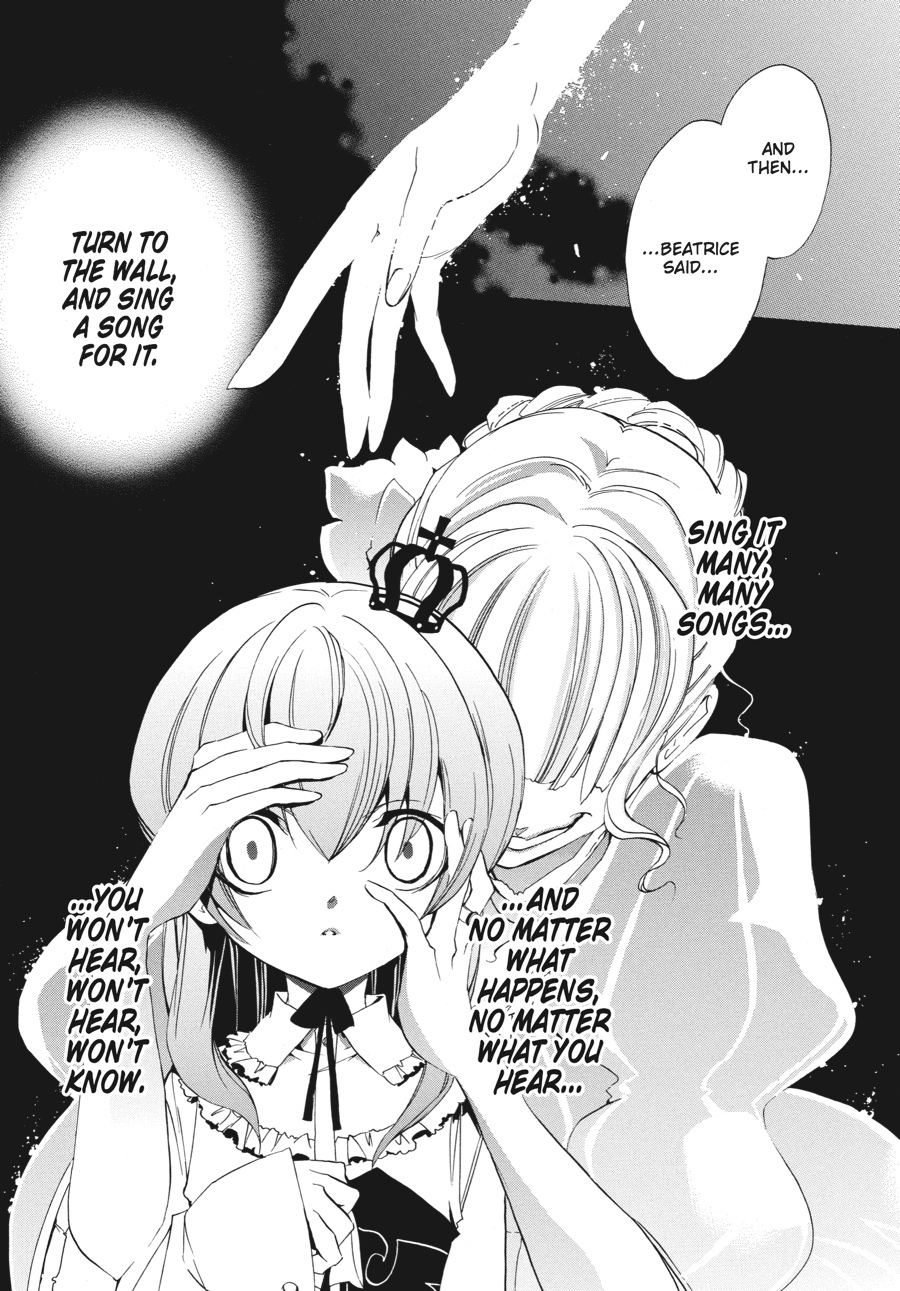 AND
THEN...
...BEATRICE
SAID...
TURN TO
THE WALL,
AND SING
A SONG
FOR IT.
SING IT
MANY,
MANY
SONGS...
...AND
NO MATTER
WHAT
HAPPENS,
NO MATTER
WHAT YOU
HEAR...
...YOU
WON'T
HEAR,
WON'T
HEAR,
WON'T
KNOW.